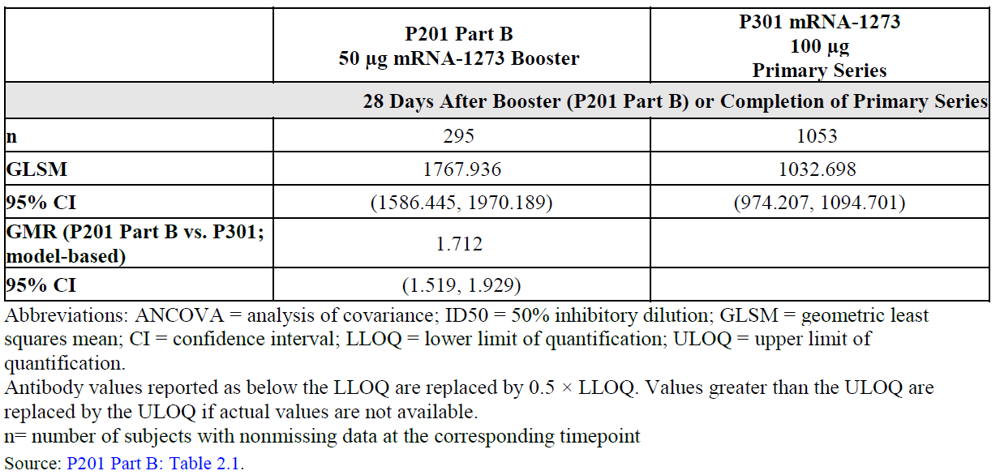 P201 Part B
50 µg mRNA-1273 Booster
P301 mRNA-1273
100 µg
Primary Series
28 Days After Booster (P201 Part B) or Completion of Primary Series
n 295 1053
GLSM 1767.936 1032.698
95% CI (1586.445, 1970.189) (974.207, 1094.701)
GMR (P201 Part B vs. P301;
model-based) 1.712
95% CI (1.519, 1.929)
Abbreviations: ANCOVA = analysis of covariance; ID50 = 50% inhibitory dilution; GLSM = geometric least
squares mean; CI = confidence interval; LLOQ = lower limit of quantification; ULOQ = upper limit of
quantification.
Antibody values reported as below the LLOQ are replaced by 0.5 × LLOQ. Values greater than the ULOQ are
replaced by the ULOQ if actual values are not available.
n= number of subjects with nonmissing data at the corresponding timepoint
Source: P201 Part B: Table 2.1.